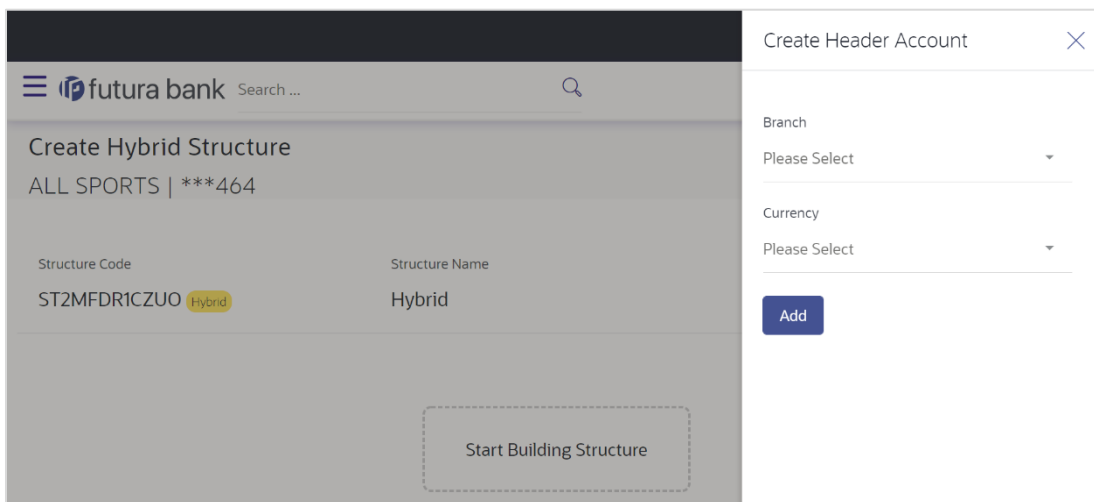 Create Header Account
futura bank Search ...
Create Hybrid Structure
ALL SPORTS | ***464
Structure Code
Structure Name
ST2MFDR1CZUO Hybrid
Hybrid
Start Building Structure
Branch
Please Select
Currency
Please Select
Add